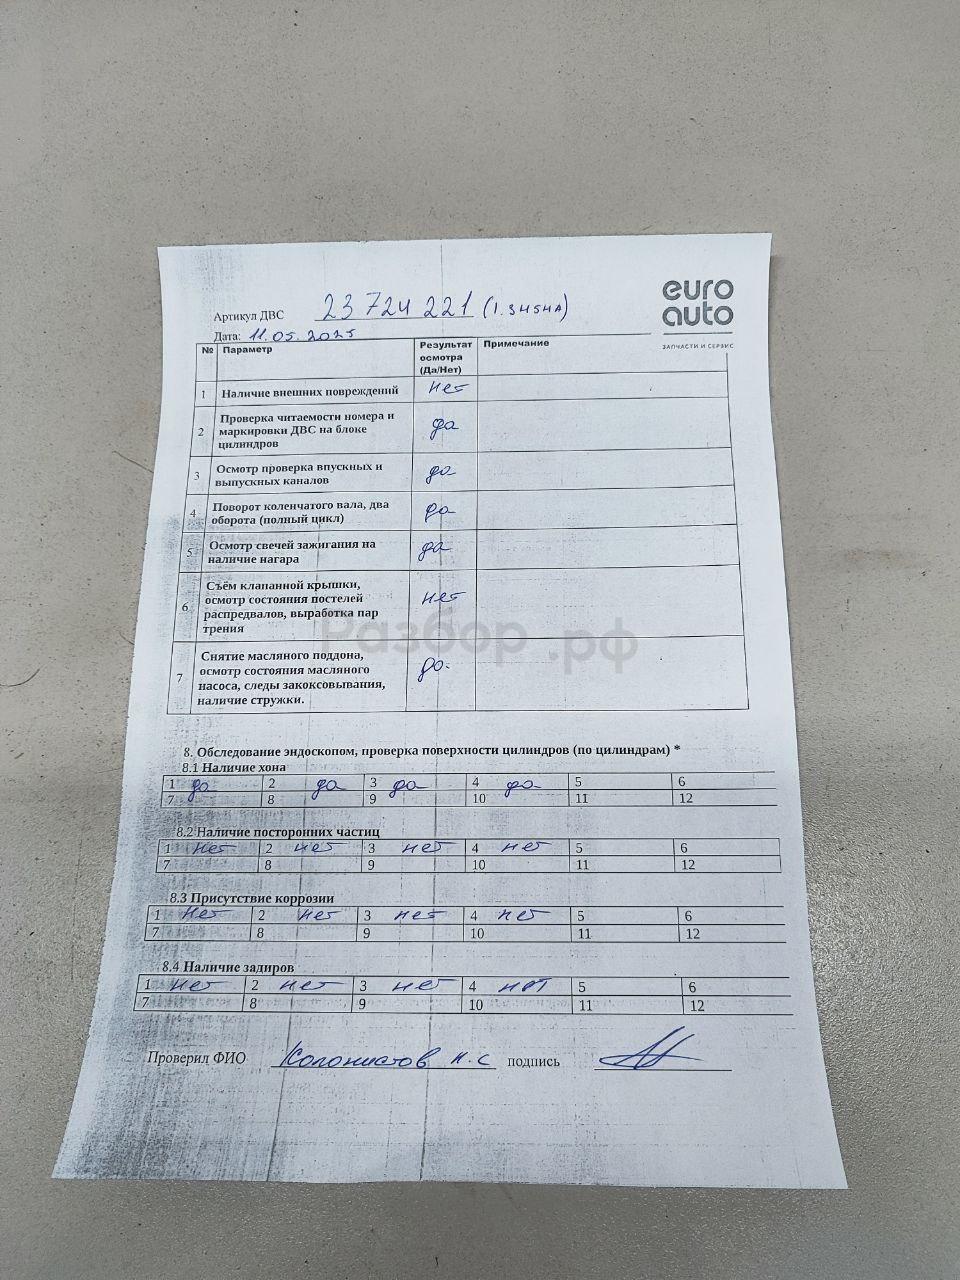 euro
auto
ЗАПЧАСТИ И СЕРВИС
Артикул ДВС 23724221 (1.3454A)
Дата: 11.05.2025
№ Параметр Результат осмотра (Да/Нет) Примечание
1 Наличие внешних повреждений нет
2 Проверка читаемости номера и
маркировки ДВС на блоке
цилиндров да
3 Осмотр проверка впускных и
выпускных каналов да
4 Поворот коленчатого вала, два
оборота (полный цикл) да
5 Осмотр свечей зажигания на
наличие нагара да
6 Съём клапанной крышки,
осмотр состояния постелей
распредвалов, выработка пар
трения нет
7 Снятие масляного поддона,
осмотр состояния масляного
насоса, следы закоксовывания,
наличие стружки. да
Разбор.рф
8. Обследование эндоскопом, проверка поверхности цилиндров (по цилиндрам) *
8.1 Наличие хона
1 да 2 да 3 да 4 да 5 6
7 8 9 10 11 12
8.2 Наличие посторонних частиц
1 нет 2 нет 3 нет 4 нет 5 6
7 8 9 10 11 12
8.3 Присутствие коррозии
1 нет 2 нет 3 нет 4 нет 5 6
7 8 9 10 11 12
8.4 Наличие задиров
1 нет 2 нет 3 нет 4 нет 5 6
7 8 9 10 11 12
Проверил ФИО Колонистов Н.С подпись